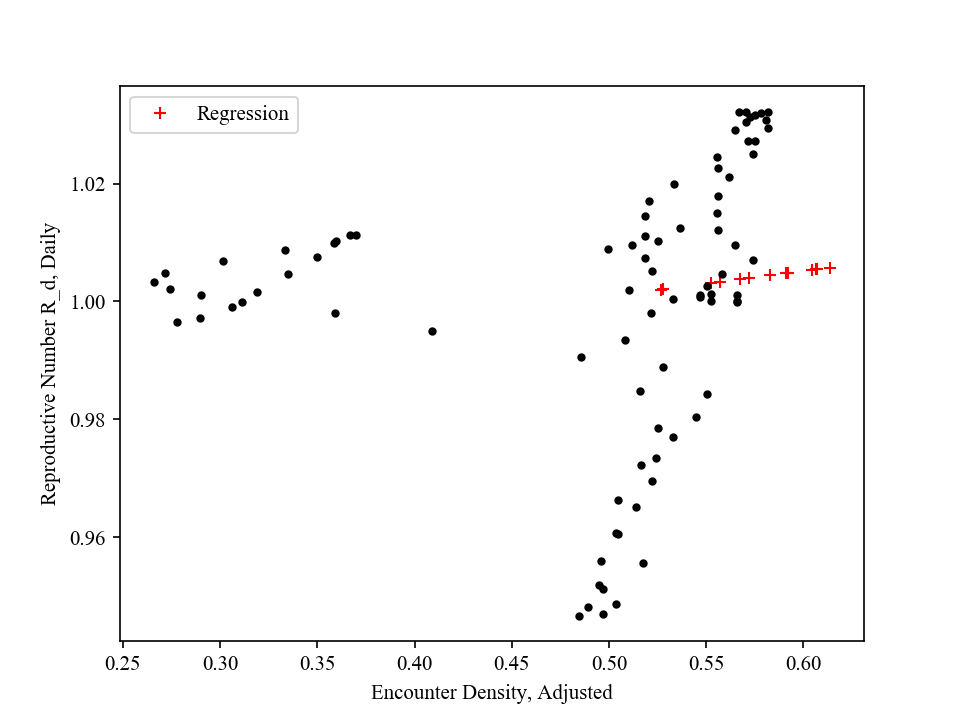 Regression
1.02
1.00
0.98
0.96
Reproductive Number R_d, Daily
0.25 0.30 0.35 0.40 0.45 0.50 0.55 0.60
Encounter Density, Adjusted